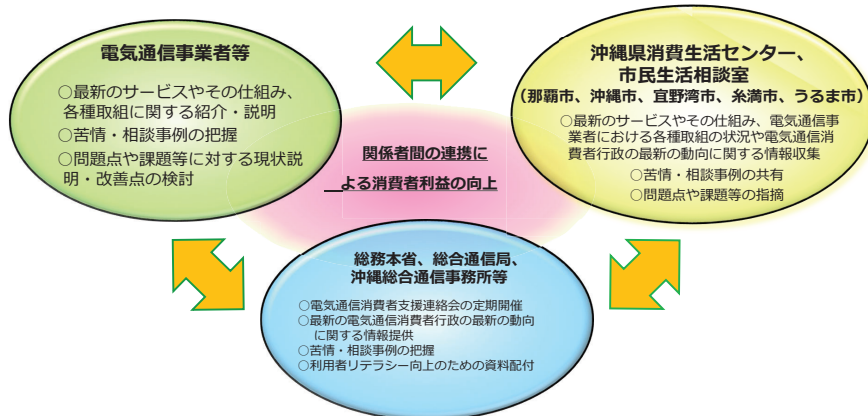 電気通信事業者等
○最新のサービスやその仕組み、
各種取組に関する紹介・説明
○苦情・相談事例の把握
○問題点や課題等に対する現状説
明・改善点の検討
沖縄県消費生活センター、
市民生活相談室
（那覇市、沖縄市、宜野湾市、糸満市、うるま市）
○最新のサービスやその仕組み、電気通信事
業者における各種取組の状況や電気通信消
費者行政の最新の動向に関する情報収集
○苦情・相談事例の共有
○問題点や課題等の指摘
関係者間の連携に
よる消費者利益の向上
総務本省、総合通信局、
沖縄総合通信事務所等
○電気通信消費者支援連絡会の定期開催
○最新の電気通信消費者行政の最新の動向
に関する情報提供
○苦情・相談事例の把握
○利用者リテラシー向上のための資料配付